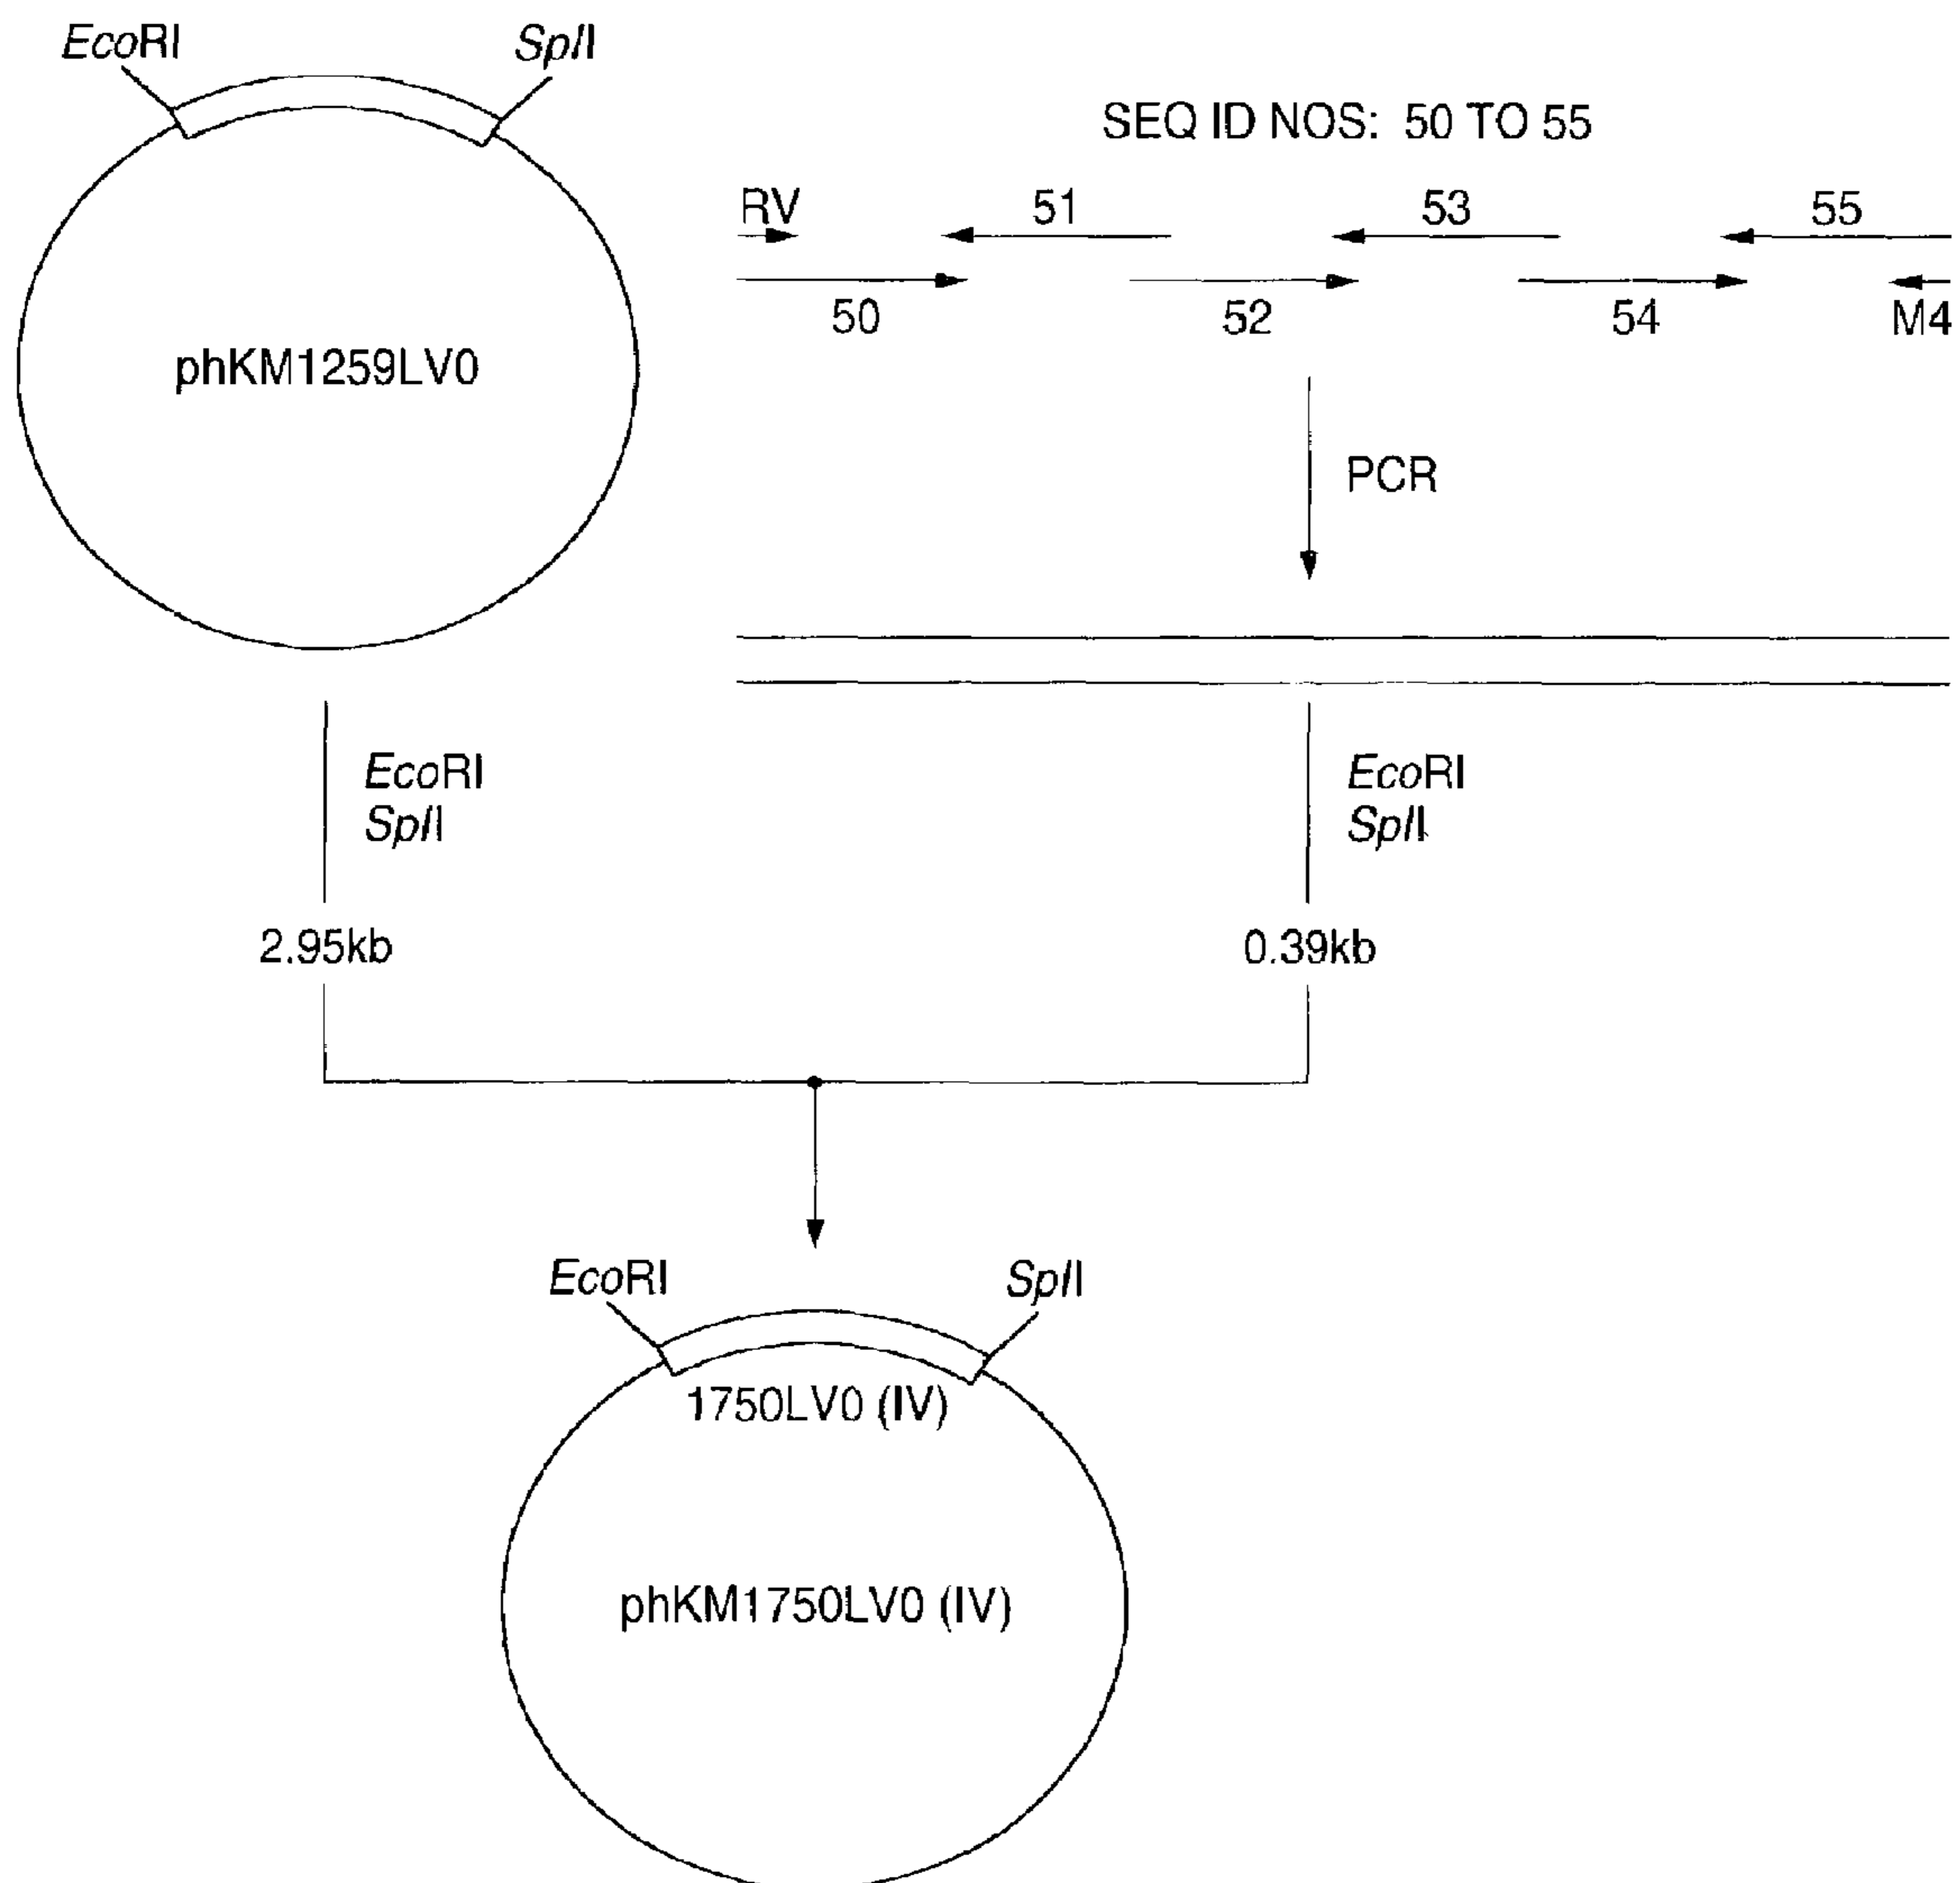 EcoRI
SplI
phKM1259LV0
SEQ ID NOS: 50 TO 55
RV
51
53
55
50
52
54
M4
PCR
EcoRI
SplI
EcoRI
SplI
2.95kb
0.39kb
EcoRI
SplI
1750LV0 (IV)
phKM1750LV0 (IV)